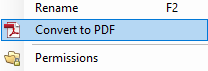 Rename F2
Convert to PDF
Permissions